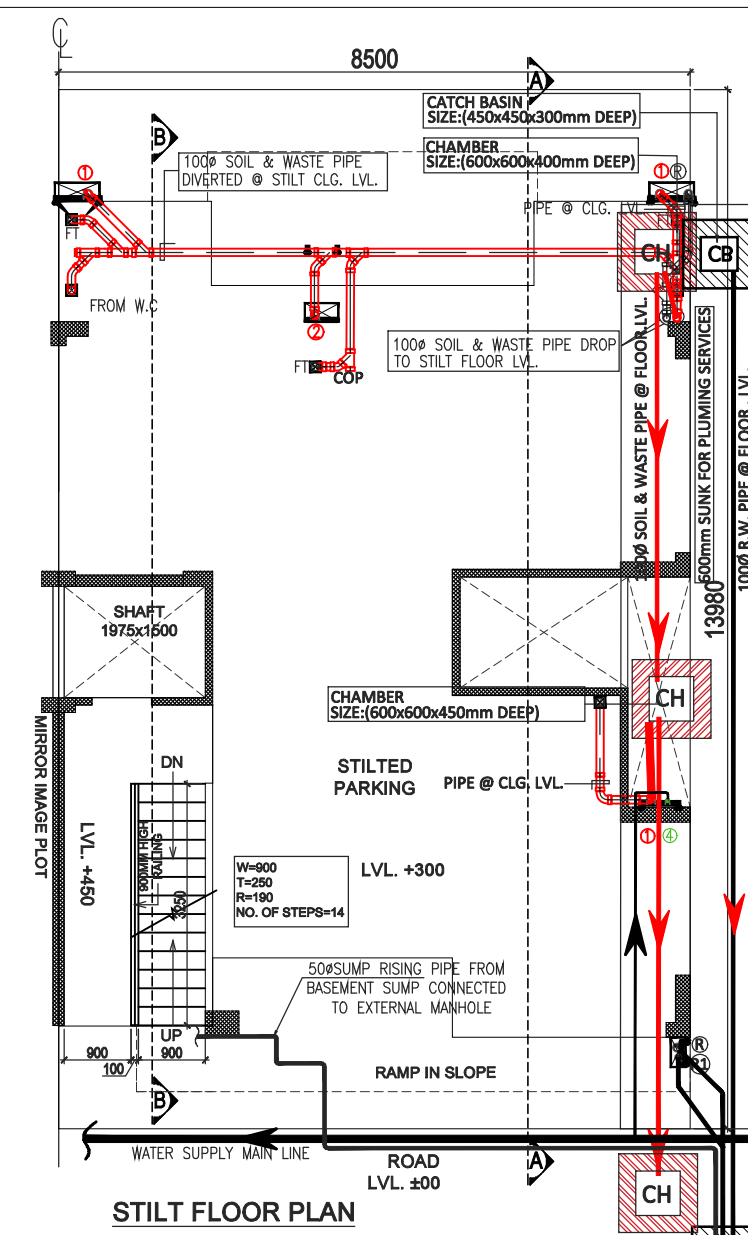 8500
A
CATCH BASIN
SIZE:(450x450x300mm DEEP)
B
CHAMBER
SIZE:(600x600x400mm DEEP)
100ø SOIL & WASTE PIPE
DIVERTED @ STILT CLG. LVL.
1
1
R
PIPE @ CLG. LVL.
FT
FT
CH
CB
FROM W.C
2
100ø SOIL & WASTE PIPE DROP
TO STILT FLOOR LVL.
FT
COP
SOIL & WASTE PIPE @ FLOOR LVL.
600mm SUNK FOR PLUMING SERVICES
100Ø R.W. PIPE @ FLOOR LVL.
13980
SHAFT
1975x1500
CH
CHAMBER
SIZE:(600x600x450mm DEEP)
MIRROR IMAGE PLOT
DN
STILTED
PARKING
PIPE @ CLG. LVL.
LVL. +450
900MM HIGH
RAILING
3250
1
4
W=900
T=250
R=190
NO. OF STEPS=14
LVL. +300
50øSUMP RISING PIPE FROM
BASEMENT SUMP CONNECTED
TO EXTERNAL MANHOLE
UP
900
900
100
R
R1
RAMP IN SLOPE
B
WATER SUPPLY MAIN LINE
ROAD
LVL. ±00
A
CH
STILT FLOOR PLAN